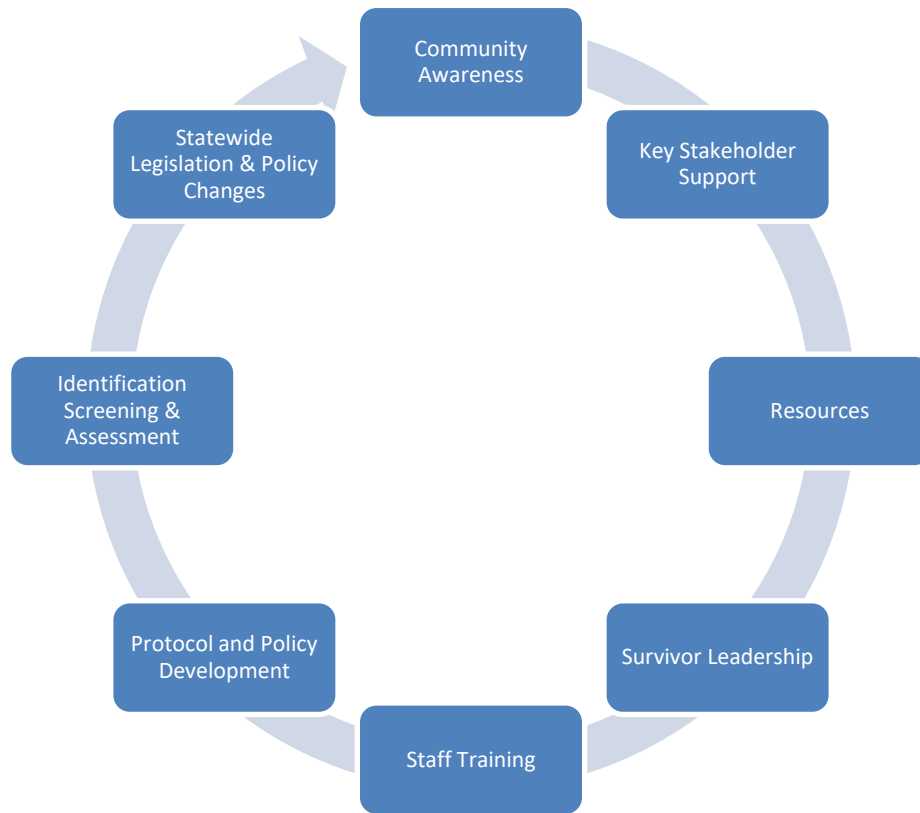 Community
Awareness
Key Stakeholder
Support
Resources
Survivor Leadership
Staff Training
Protocol and Policy
Development
Identification
Screening &
Assessment
Statewide
Legislation & Policy
Changes